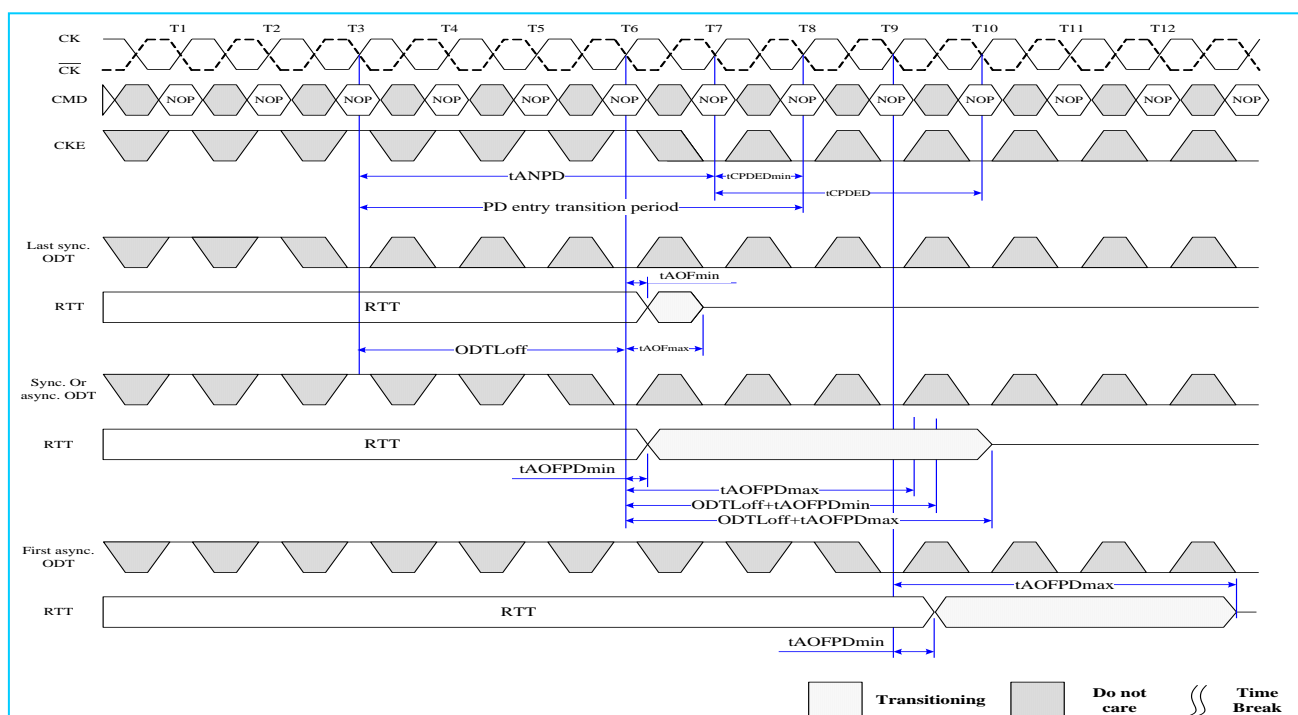 T1 T2 T3 T4 T5 T6 T7 T8 T9 T10 T11 T12
CK
CK
CMD NOP NOP NOP NOP NOP NOP NOP NOP NOP NOP NOP NOP NOP
CKE
tANPD tCPDEDmin
tCPDED
PD entry transition period
Last sync.
ODT
tAOFmin
RTT RTT
ODTLoff tAOFmax
Sync. Or
async. ODT
RTT RTT
tAOFPDmin
tAOFPDmax
ODTLoff+tAOFPDmin
ODTLoff+tAOFPDmax
First async.
ODT
tAOFPDmax
RTT RTT
tAOFPDmin
Transitioning Do not Time
care Break